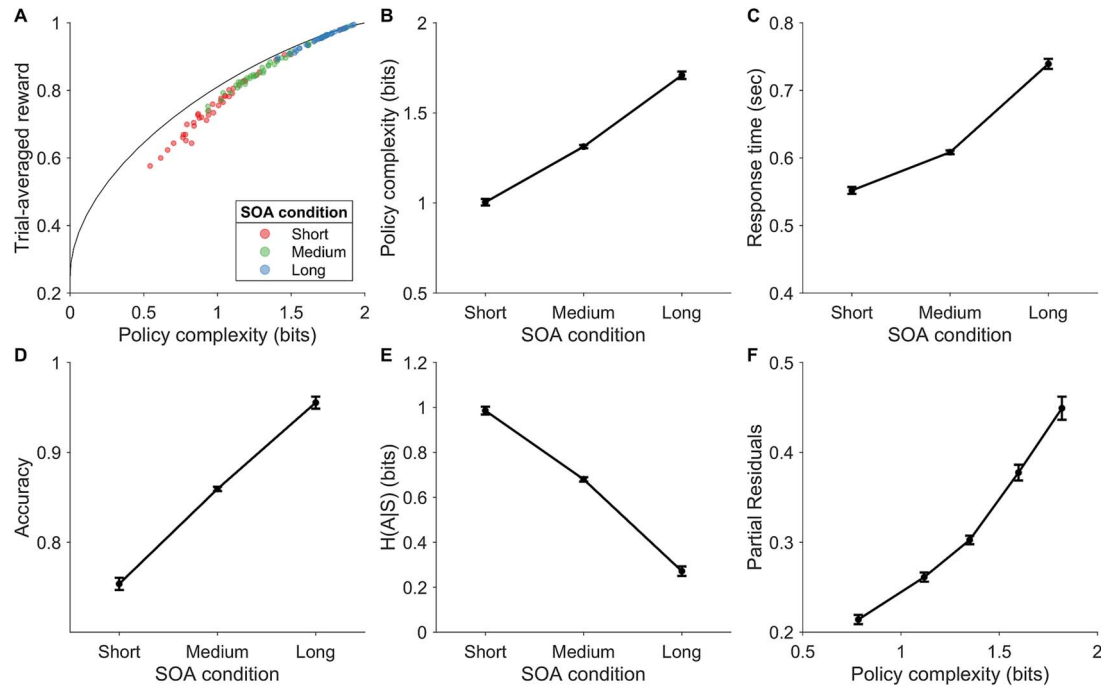 A
Trial-averaged reward
1
0.8
0.6
0.4
0.2
0
0.5
1
1.5
2
Policy complexity (bits)
SOA condition
Short
Medium
Long
B
Policy complexity (bits)
2
1.5
1
0.5
Short
Medium
Long
SOA condition
C
Response time (sec)
0.8
0.7
0.6
0.5
0.4
Short
Medium
Long
SOA condition
D
Accuracy
1
0.9
0.8
Short
Medium
Long
SOA condition
E
H(A|S) (bits)
1.2
1
0.8
0.6
0.4
0.2
0
Short
Medium
Long
SOA condition
F
Partial Residuals
0.5
0.4
0.3
0.2
0.5
1
1.5
2
Policy complexity (bits)